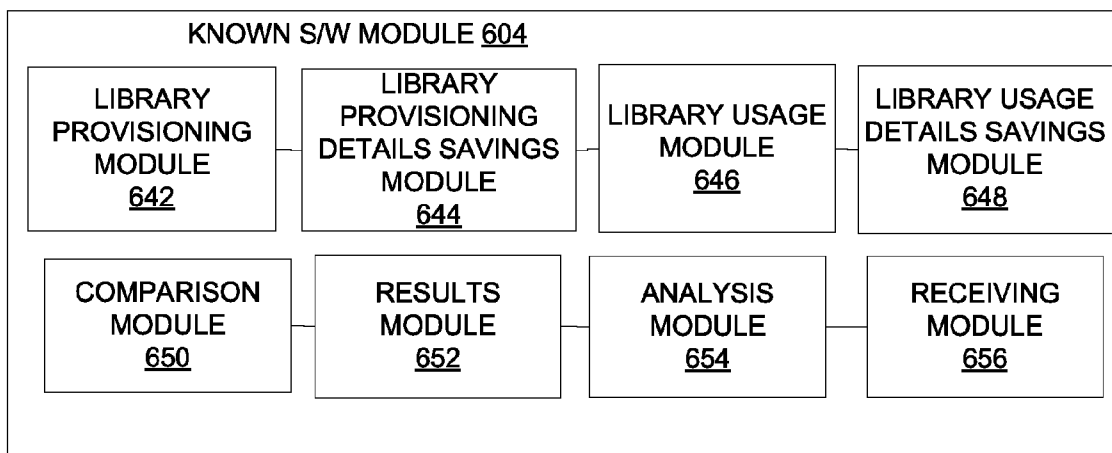 KNOWN S/W MODULE 604
LIBRARY
PROVISIONING
MODULE
642
LIBRARY
PROVISIONING
DETAILS SAVINGS
MODULE
644
LIBRARY USAGE
MODULE
646
LIBRARY USAGE
DETAILS SAVINGS
MODULE
648
COMPARISON
MODULE
650
RESULTS
MODULE
652
ANALYSIS
MODULE
654
RECEIVING
MODULE
656